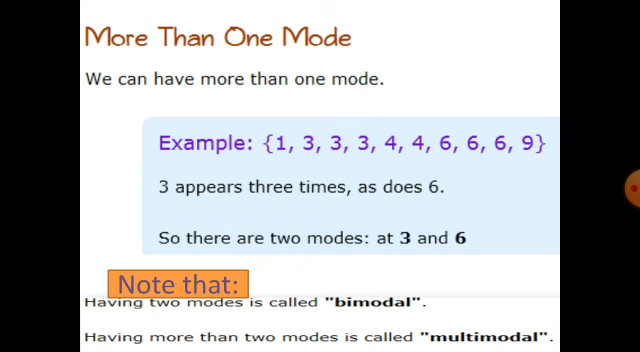 More Than One Mode
We can have more than one mode.
Example: {1, 3, 3, 3, 4, 4, 6, 6, 6, 9}
3 appears three times, as does 6.
So there are two modes: at 3 and 6
Note that:
Having two modes is called "bimodal".
Having more than two modes is called "multimodal".